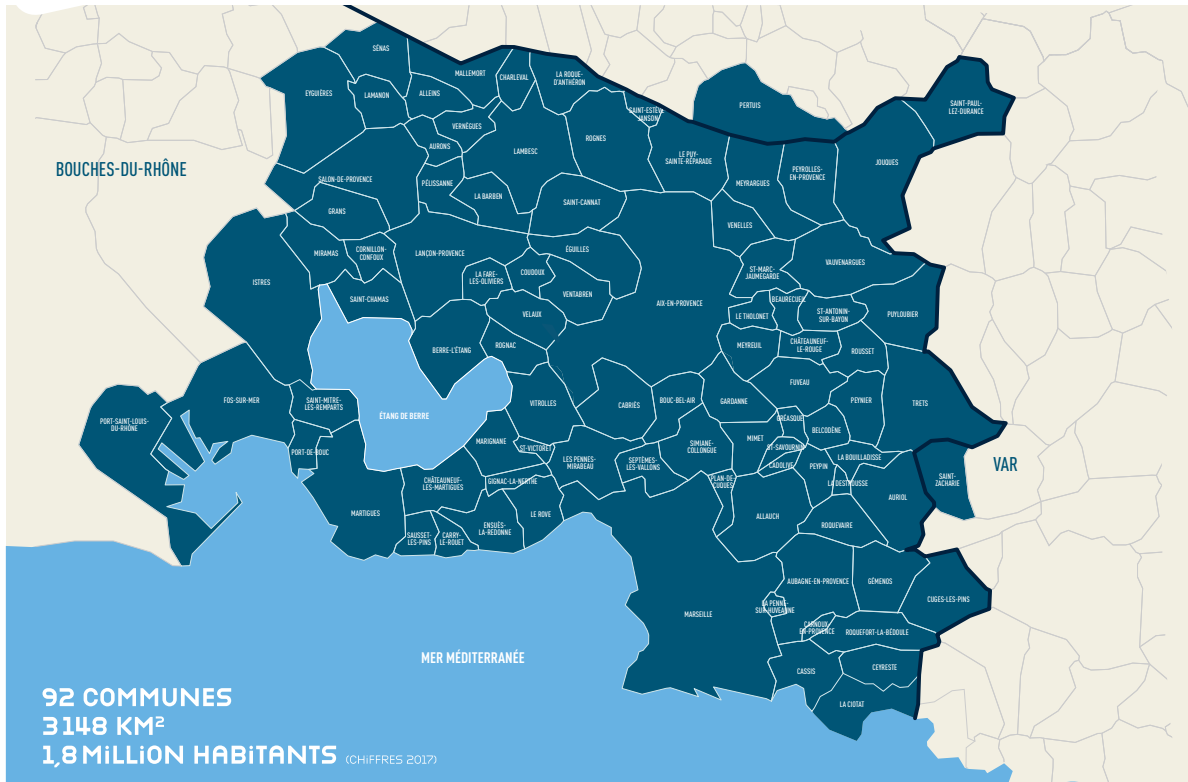 SÉNAS
MALLEMORT
CHARLEVAL
LA ROQUE-
D'ANTHÉRON
EYGUIÈRES
LAMANON
ALLEINS
VERNÈGUES
SAINT-ESTÈVE-
JANSON
PERTUIS
SAINT-PAUL-
LEZ-DURANCE
BOUCHES-DU-RHÔNE
AURONS
LAMBESC
ROGNES
LE PUY-
SAINTE-RÉPARADE
MEYRARGUES
PEYROLLES-
EN-PROVENCE
JOUQUES
SALON-DE-PROVENCE
PÉLISSANNE
LA BARBEN
SAINT-CANNAT
GRANS
VENELLES
MIRAMAS
CORNILLON-
CONFOUX
LANÇON-PROVENCE
ÉGUILLES
ISTRES
LA FARE-
LES-OLIVIERS
COUDOUX
VENTABREN
ST-MARC-
JAUMEGARDE
VAUVENARGUES
SAINT-CHAMAS
VELAUX
AIX-EN-PROVENCE
BEAURECUEIL
LE THOLONET
ST-ANTONIN-
SUR-BAYON
PUYLOUBIER
BERRE-L'ÉTANG
ROGNAC
MEYREUIL
CHÂTEAUNEUF-
LE-ROUGE
ROUSSET
PORT-SAINT-LOUIS-
DU-RHÔNE
FOS-SUR-MER
SAINT-MITRE-
LES-REMPARTS
ÉTANG DE BERRE
VITROLLES
CABRIÈS
BOUC-BEL-AIR
GARDANNE
FUVEAU
PEYNIER
TRETS
GRÉASQUE
BELCODÈNE
PORT-DE-BOUC
MARIGNANE
ST-VICTORET
LES PENNES-
MIRABEAU
SEPTÈMES-
LES-VALLONS
SIMIANE-
COLLONGUE
MIMET
ST-SAVOURNIN
CADOLIVE
PEYPIN
LA BOUILLADISSE
LA DESTROUSSE
AURIOL
SAINT-
ZACHARIE
VAR
CHÂTEAUNEUF-
LES-MARTIGUES
GIGNAC-LA-NERTHE
PLAN-DE-
CUQUES
MARTIGUES
SAUSSET-
LES-PINS
CARRY-
LE-ROUET
ENSUÈS-
LA-REDONNE
LE ROVE
ALLAUCH
ROQUEVAIRE
AUBAGNE-EN-PROVENCE
GÉMENOS
CUGES-LES-PINS
MARSEILLE
LA PENNE-
SUR-HUVEAUNE
CARNOUX-
EN-PROVENCE
ROQUEFORT-LA-BÉDOULE
MER MÉDITERRANÉE
CASSIS
CEYRESTE
LA CIOTAT
92 COMMUNES
3 148 KM²
1,8 MiLLiON HABiTANTS (CHiFFRES 2017)